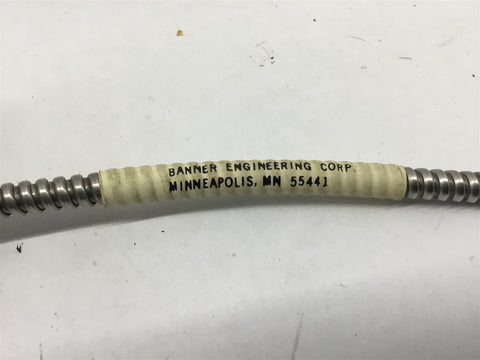 BANNER ENGINEERING CORP.
MINNEAPOLIS, MN 55441